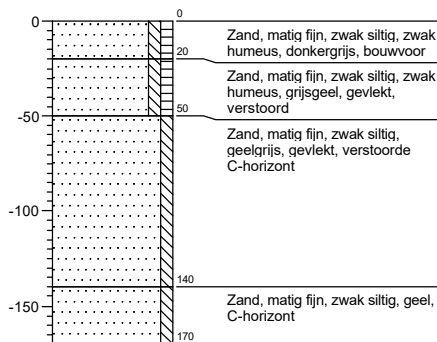 0
0
Zand, matig fijn, zwak siltig, zwak
humeus, donkergrijs, bouwvoor
20
Zand, matig fijn, zwak siltig, zwak
humeus, grijsgeel, gevlekt,
verstoord
-50
50
Zand, matig fijn, zwak siltig,
geelgrijs, gevlekt, verstoorde
C-horizont
-100
140
Zand, matig fijn, zwak siltig, geel,
C-horizont
-150
170